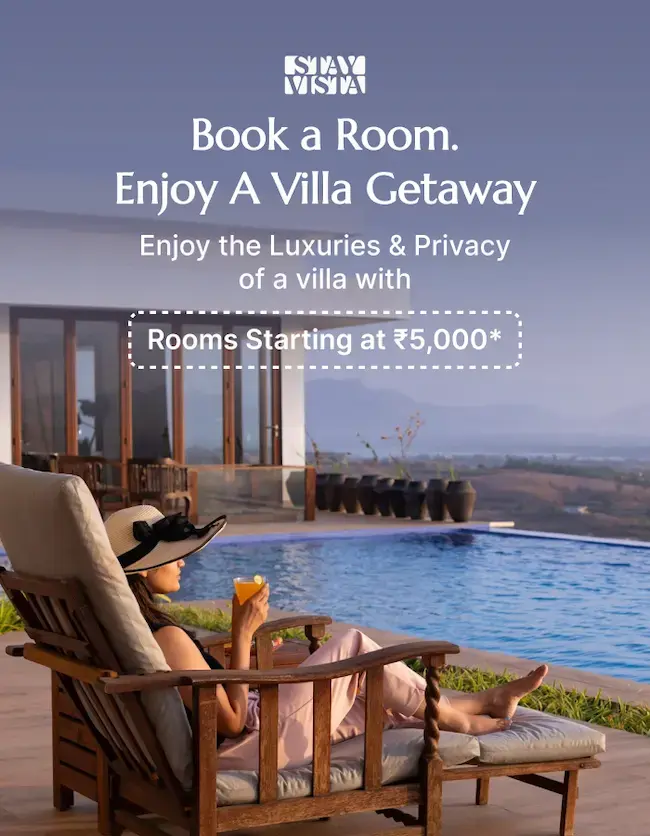 STAY
VISTA
Book a Room.
Enjoy A Villa Getaway
Enjoy the Luxuries & Privacy
of a villa with
Rooms Starting at ₹5,000*